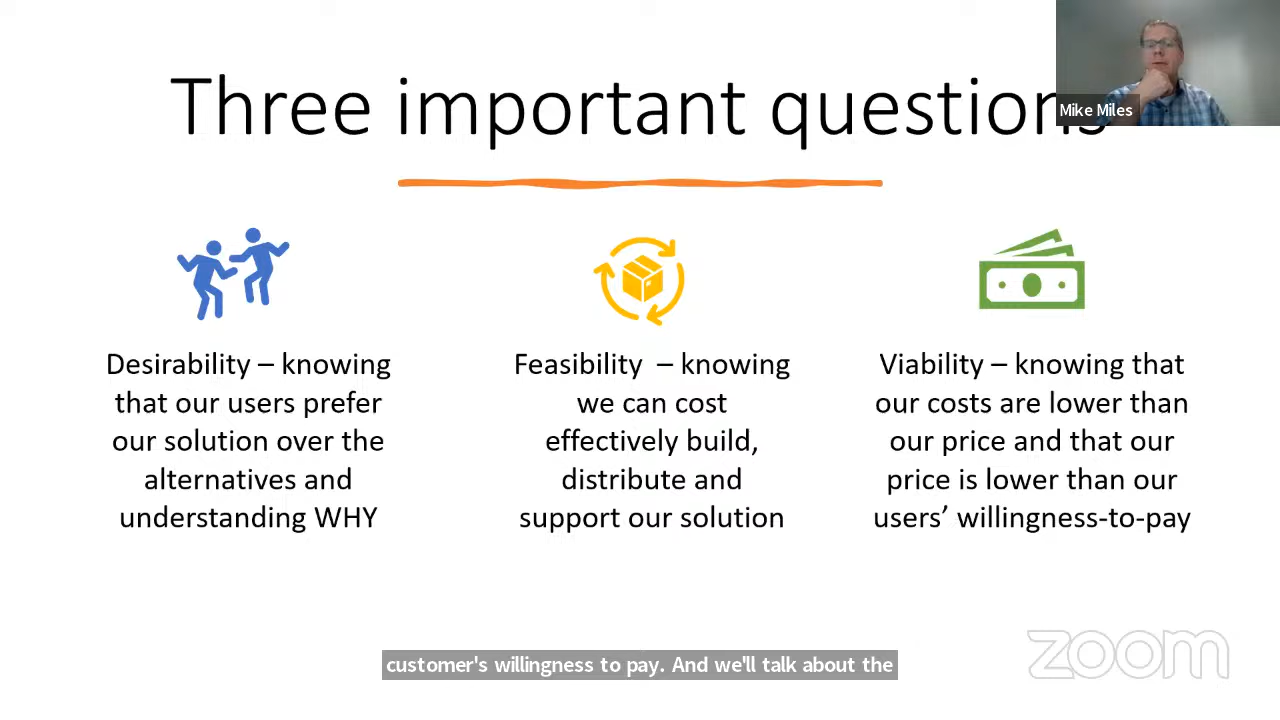 Three important questions
Mike Miles
Desirability – knowing
that our users prefer
our solution over the
alternatives and
understanding WHY
Feasibility – knowing
we can cost
effectively build,
distribute and
support our solution
Viability – knowing that
our costs are lower than
our price and that our
price is lower than our
users’ willingness-to-pay
customer's willingness to pay. And we'll talk about the
zoom